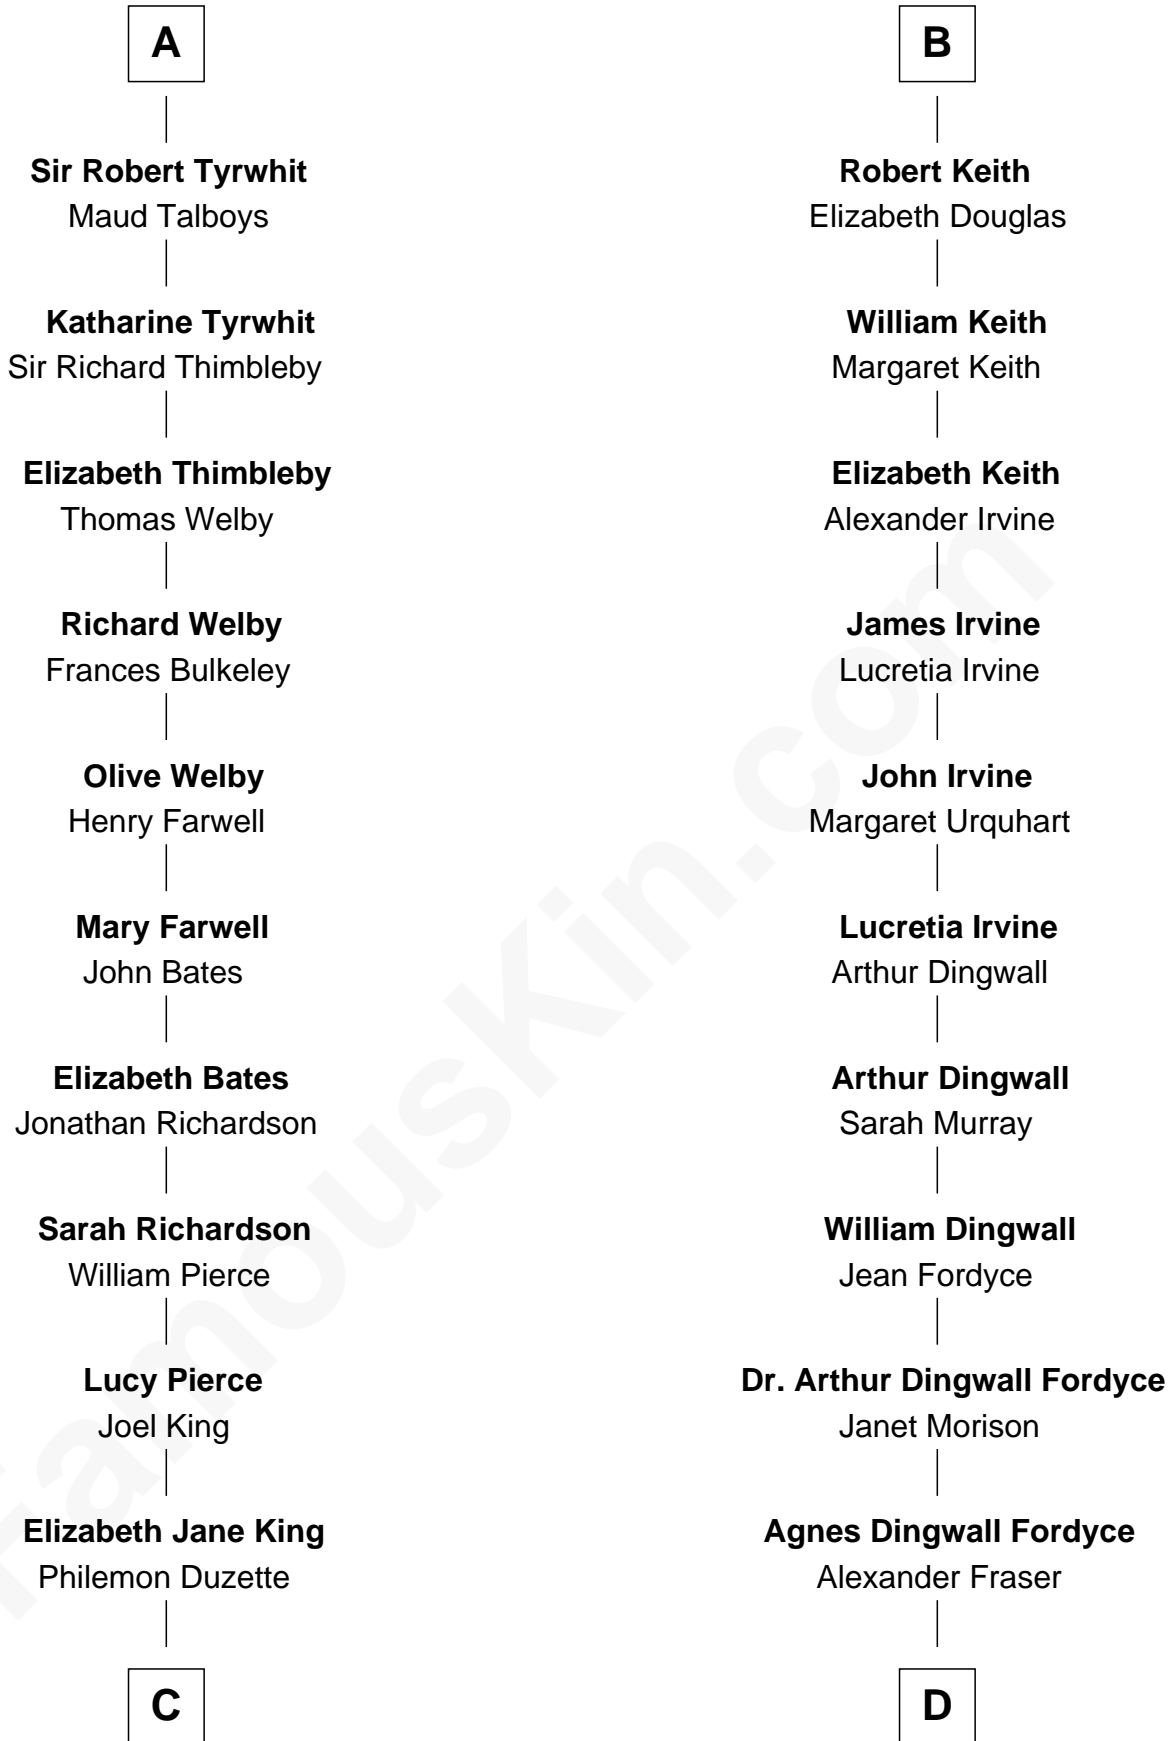 A
Sir Robert Tyrwhit
Maud Talboys
Katharine Tyrwhit
Sir Richard Thimbleby
Elizabeth Thimbleby
Thomas Welby
Richard Welby
Frances Bulkeley
Olive Welby
Henry Farwell
Mary Farwell
John Bates
Elizabeth Bates
Jonathan Richardson
Sarah Richardson
William Pierce
Lucy Pierce
Joel King
Elizabeth Jane King
Philemon Duzette
C
B
Robert Keith
Elizabeth Douglas
William Keith
Margaret Keith
Elizabeth Keith
Alexander Irvine
James Irvine
Lucretia Irvine
John Irvine
Margaret Urquhart
Lucretia Irvine
Arthur Dingwall
Arthur Dingwall
Sarah Murray
William Dingwall
Jean Fordyce
Dr. Arthur Dingwall Fordyce
Janet Morison
Agnes Dingwall Fordyce
Alexander Fraser
D
FamousKin.com